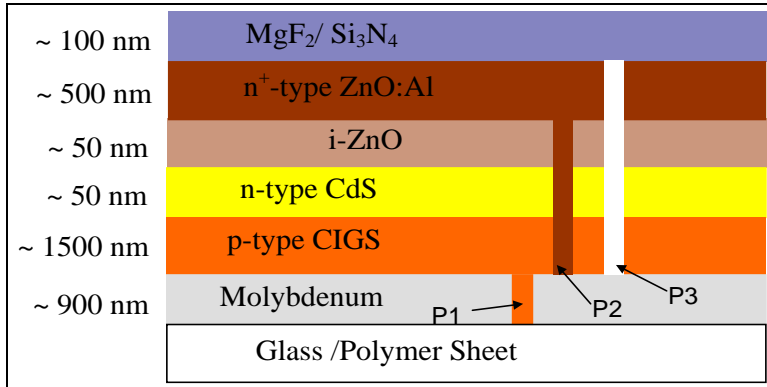 ~ 100 nm MgF₂/ Si₃N₄
~ 500 nm n⁺-type ZnO:Al
~ 50 nm i-ZnO
~ 50 nm n-type CdS
~ 1500 nm p-type CIGS
~ 900 nm Molybdenum P1 P2 P3
Glass /Polymer Sheet